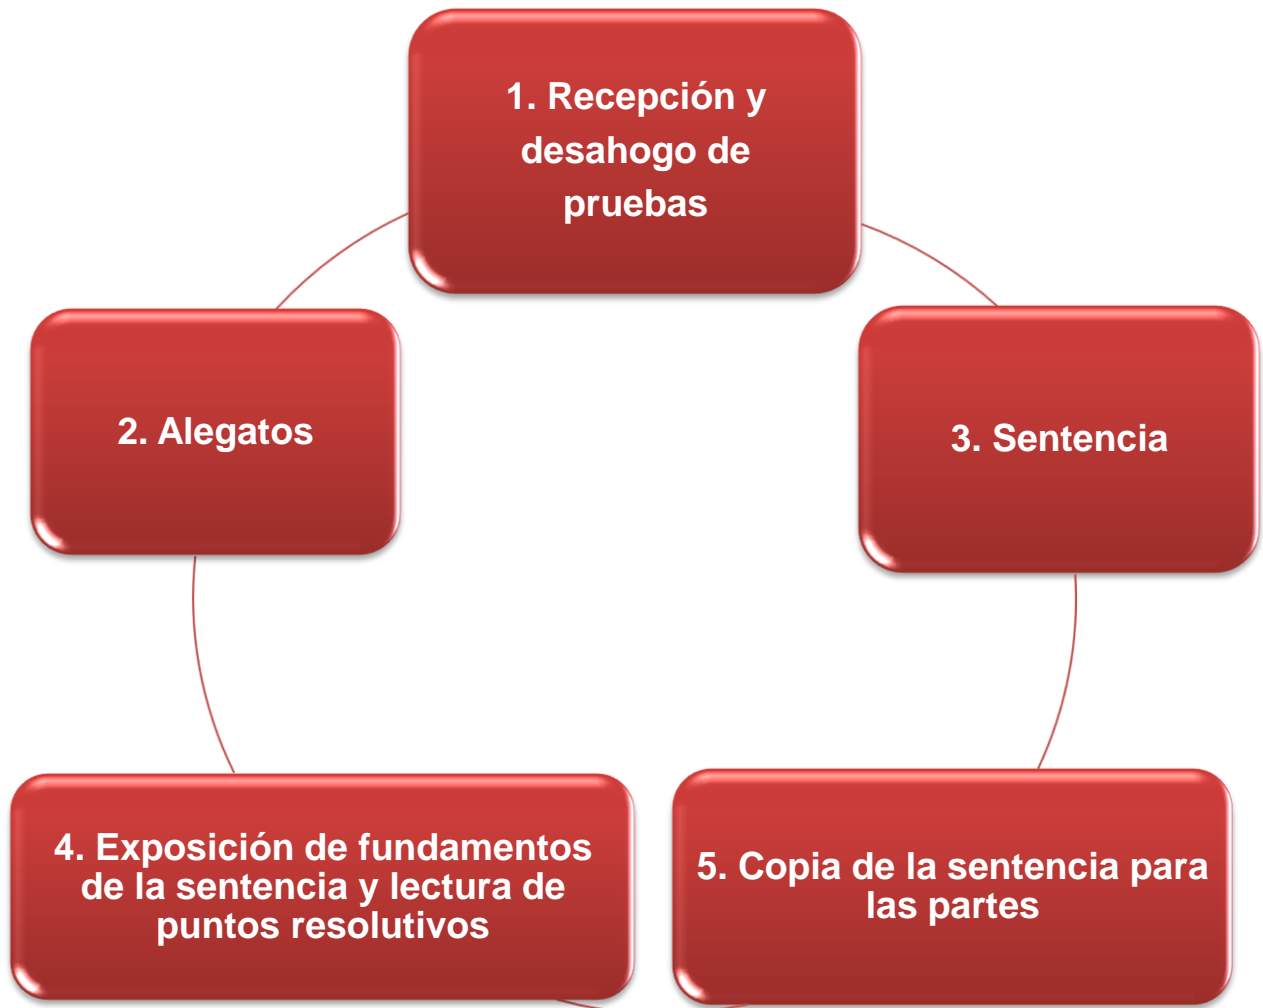 1. Recepción y
desahogo de
pruebas
2. Alegatos
3. Sentencia
4. Exposición de fundamentos
de la sentencia y lectura de
puntos resolutivos
5. Copia de la sentencia para
las partes